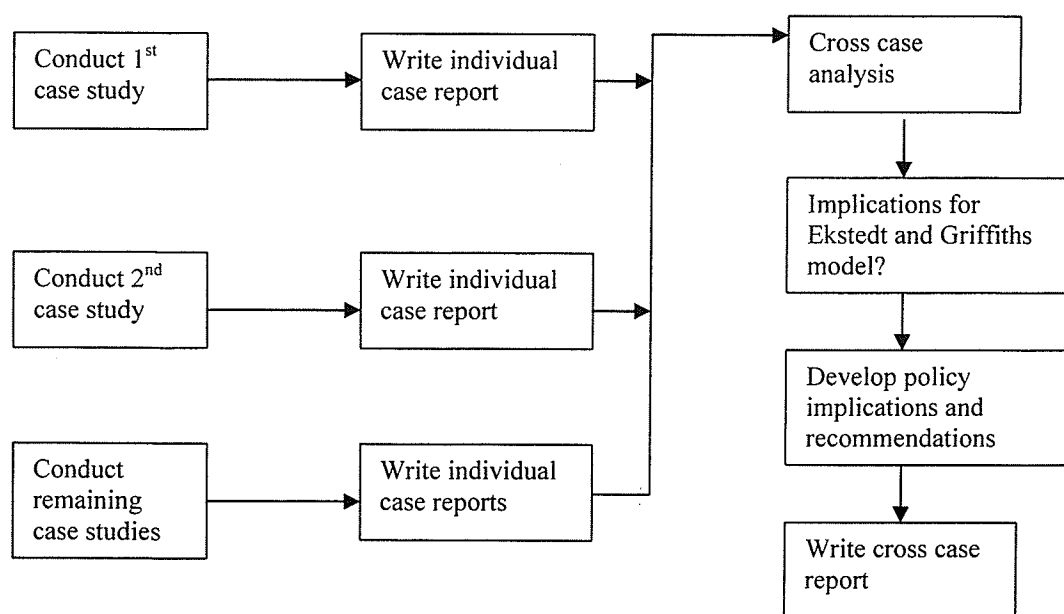 Conduct 1st
case study
Write individual
case report
Cross case
analysis
Conduct 2nd
case study
Write individual
case report
Implications for
Ekstedt and Griffiths
model?
Develop policy
implications and
recommendations
Conduct
remaining
case studies
Write individual
case reports
Write cross case
report